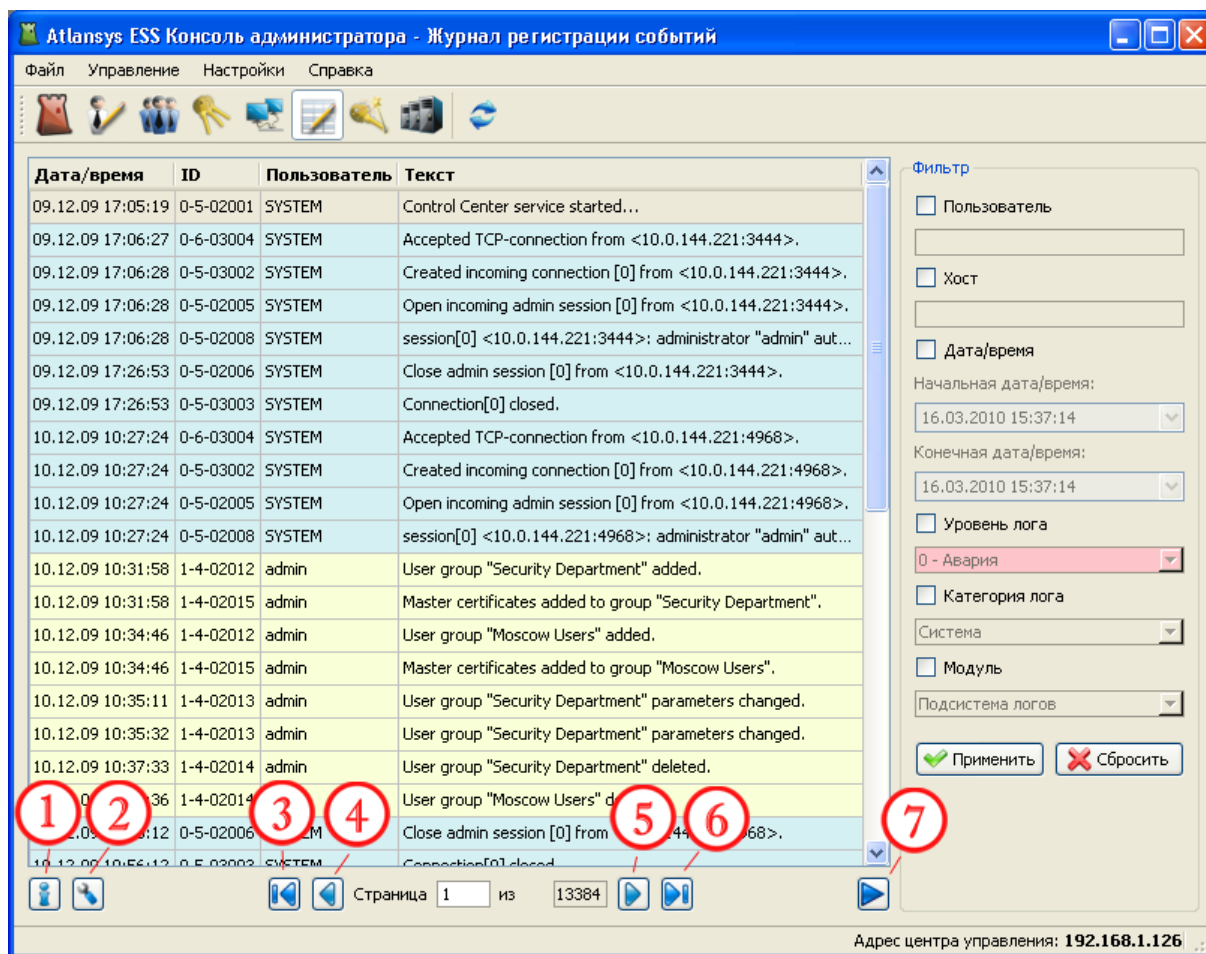 Atlansys ESS Консоль администратора - Журнал регистрации событий
Файл Управление Настройки Справка
Дата/время ID Пользователь Текст
09.12.09 17:05:19 0-5-02001 SYSTEM Control Center service started...
09.12.09 17:06:27 0-6-03004 SYSTEM Accepted TCP-connection from <10.0.144.221:3444>.
09.12.09 17:06:28 0-5-03002 SYSTEM Created incoming connection [0] from <10.0.144.221:3444>.
09.12.09 17:06:28 0-5-02005 SYSTEM Open incoming admin session [0] from <10.0.144.221:3444>.
09.12.09 17:06:28 0-5-02008 SYSTEM session[0] <10.0.144.221:3444>: administrator "admin" aut...
09.12.09 17:26:53 0-5-02006 SYSTEM Close admin session [0] from <10.0.144.221:3444>.
09.12.09 17:26:53 0-5-03003 SYSTEM Connection[0] closed.
10.12.09 10:27:24 0-6-03004 SYSTEM Accepted TCP-connection from <10.0.144.221:4968>.
10.12.09 10:27:24 0-5-03002 SYSTEM Created incoming connection [0] from <10.0.144.221:4968>.
10.12.09 10:27:24 0-5-02005 SYSTEM Open incoming admin session [0] from <10.0.144.221:4968>.
10.12.09 10:27:24 0-5-02008 SYSTEM session[0] <10.0.144.221:4968>: administrator "admin" aut...
10.12.09 10:31:58 1-4-02012 admin User group "Security Department" added.
10.12.09 10:31:58 1-4-02015 admin Master certificates added to group "Security Department".
10.12.09 10:34:46 1-4-02012 admin User group "Moscow Users" added.
10.12.09 10:34:46 1-4-02015 admin Master certificates added to group "Moscow Users".
10.12.09 10:35:11 1-4-02013 admin User group "Security Department" parameters changed.
10.12.09 10:35:32 1-4-02013 admin User group "Security Department" parameters changed.
10.12.09 10:37:33 1-4-02014 admin User group "Security Department" deleted.
:36 1-4-02014 User group "Moscow Users" d
:12 0-5-02006 Close admin session [0] from 68>.
10.12.09 10:56:12 0-5-03003 SYSTEM Connection[0] closed.
1 2 3 4 5 6 7
Страница 1 из 13384
Фильтр
Пользователь
Хост
Дата/время
Начальная дата/время:
16.03.2010 15:37:14
Конечная дата/время:
16.03.2010 15:37:14
Уровень лога
0 - Авария
Категория лога
Система
Модуль
Подсистема логов
Применить Сбросить
Адрес центра управления: 192.168.1.126